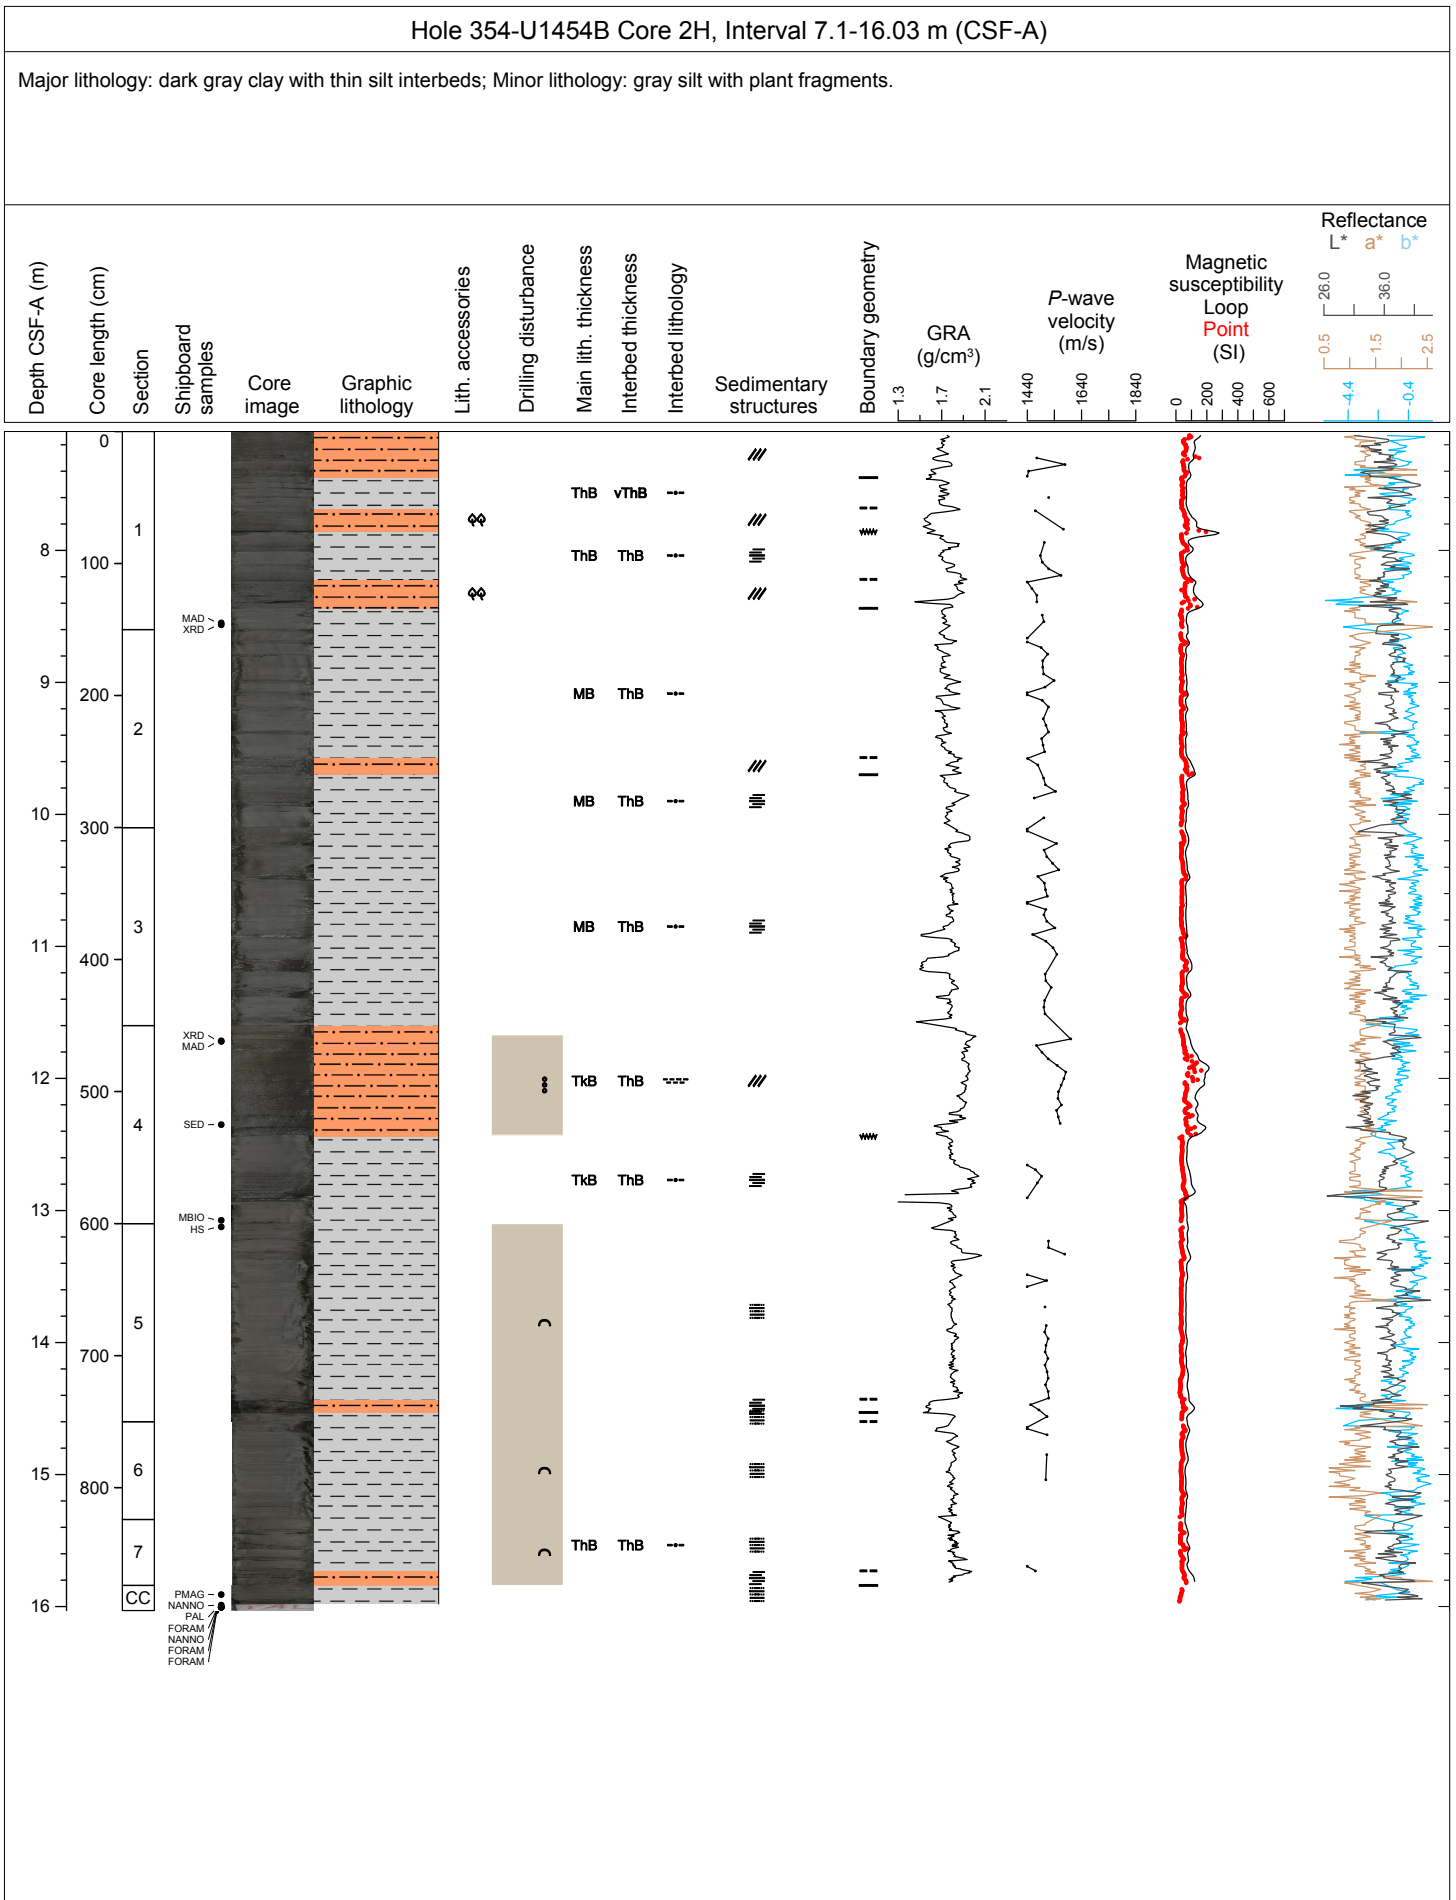 Hole 354-U1454B Core 2H, Interval 7.1-16.03 m (CSF-A)
Major lithology: dark gray clay with thin silt interbeds; Minor lithology: gray silt with plant fragments.
Depth CSF-A (m)
Core length (cm)
Section
Shipboard
samples
Core
image
Graphic
lithology
Lith. accessories
Drilling disturbance
Main lith. thickness
Interbed thickness
Interbed lithology
Sedimentary
structures
Boundary geometry
GRA
(g/cm³)
1.3 1.7 2.1
P-wave
velocity
(m/s)
1440 1640 1840
Magnetic
susceptibility
Loop
Point
(SI)
0 200 400 600
Reflectance
L* a* b*
26.0 36.0
0.5 1.5 2.5
-4.4 -0.4
0
ThB vThB
1
8
100
ThB ThB
MAD
XRD
9
200
MB ThB
2
10
300
MB ThB
3
11
400
MB ThB
XRD
MAD
12
500
TkB ThB
4
SED
TkB ThB
13
600
MBIO
HS
5
14
700
15
800
6
7
ThB ThB
CC
16
PMAG
NANNO
PAL
FORAM
NANNO
FORAM
FORAM